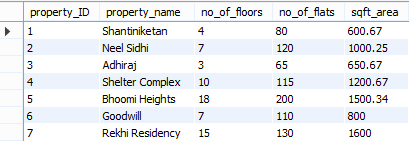 property_ID property_name no_of_floors no_of_flats sqft_area
1 Shantiniketan 4 80 600.67
2 Neel Sidhi 7 120 1000.25
3 Adhiraj 3 65 650.67
4 Shelter Complex 10 115 1200.67
5 Bhoomi Heights 18 200 1500.34
6 Goodwill 7 110 800
7 Rekhi Residency 15 130 1600